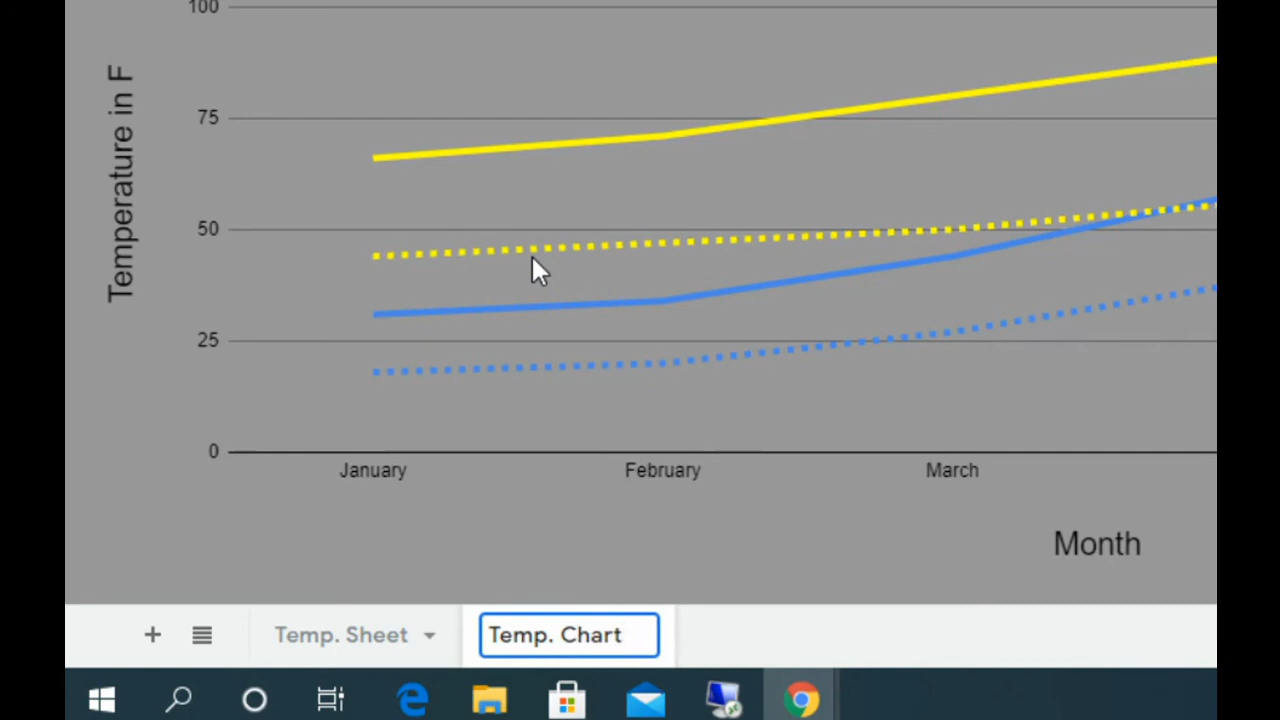 100
75
50
25
0
Temperature in F
January February March
Month
Temp. Sheet Temp. Chart